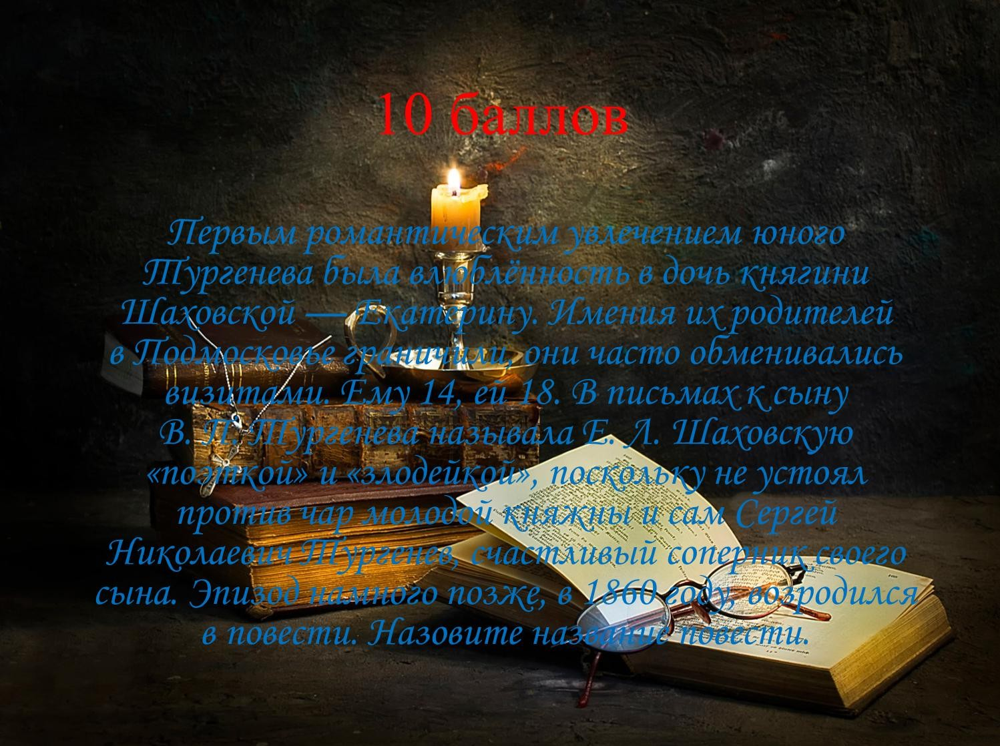 10 баллов
Первым романтическим увлечением юного
Тургенева была влюблённость в дочь княгини
Шаховской — Екатерину. Имения их родителей
в Подмосковье граничили, они часто обменивались
визитами. Ему 14, ей 18. В письмах к сыну
В. П. Тургенева называла Е. Л. Шаховскую
«поэткой» и «злодейкой», поскольку не устоял
против чар молодой княжны и сам Сергей
Николаевич Тургенев, счастливый соперник своего
сына. Эпизод намного позже, в 1860 году, возродился
в повести. Назовите название повести.